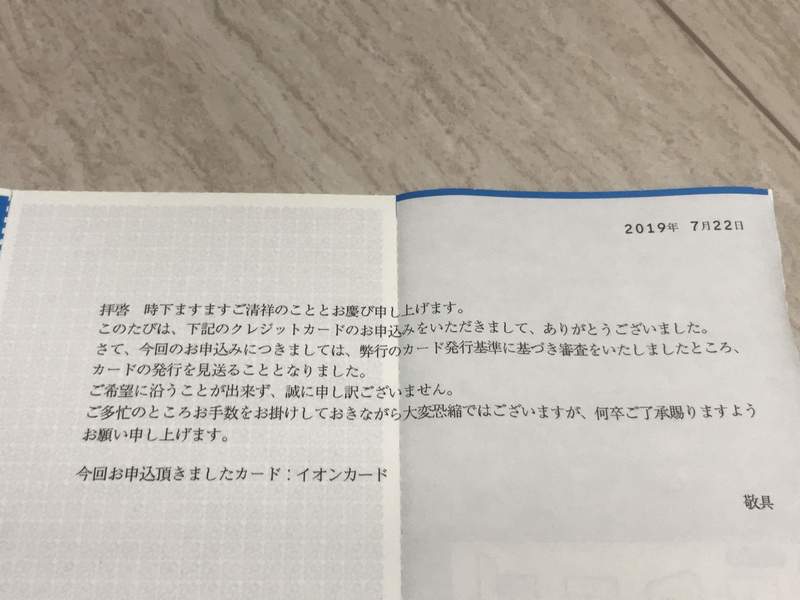 2019年 7月22日
拝啓　時下ますますご清祥のこととお慶び申し上げます。
このたびは、下記のクレジットカードのお申込みをいただきまして、ありがとうございました。
さて、今回のお申込みにつきましては、弊行のカード発行基準に基づき審査をいたしましたところ、
カードの発行を見送ることとなりました。
ご希望に沿うことが出来ず、誠に申し訳ございません。
ご多忙のところお手数をお掛けしておきながら大変恐縮ではございますが、何卒ご了承賜りますよう
お願い申し上げます。
今回お申込頂きましたカード：イオンカード
敬具